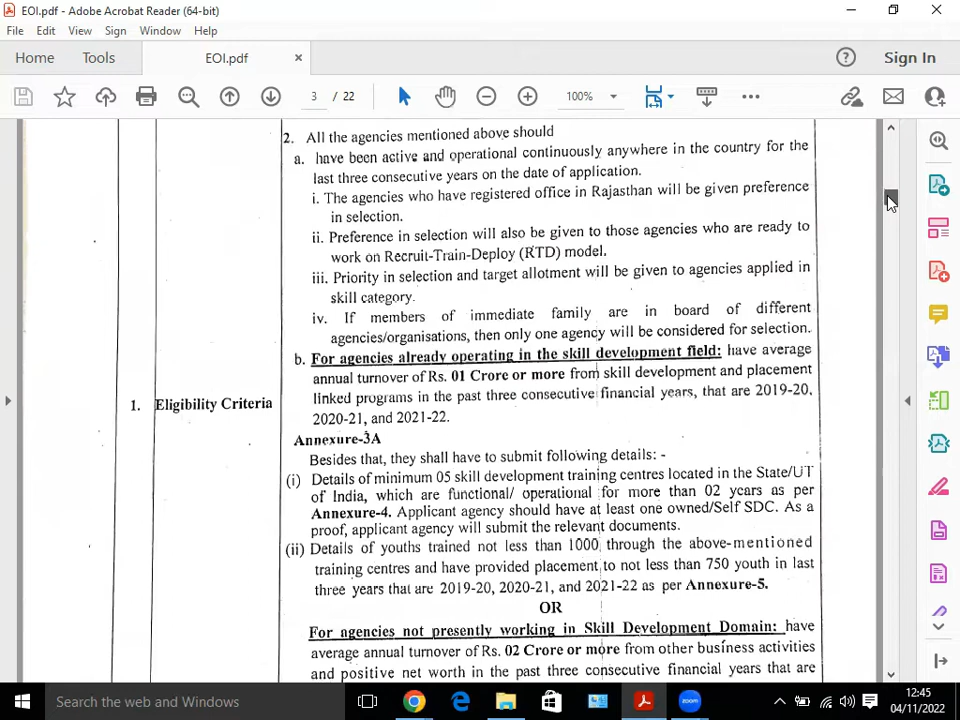 EOI.pdf - Adobe Acrobat Reader (64-bit)
File Edit View Sign Window Help
Home Tools EOI.pdf × Sign In
3 / 22 100%
2. All the agencies mentioned above should
a. have been active and operational continuously anywhere in the country for the
last three consecutive years on the date of application.
i. The agencies who have registered office in Rajasthan will be given preference
in selection.
ii. Preference in selection will also be given to those agencies who are ready to
work on Recruit-Train-Deploy (RTD) model.
iii. Priority in selection and target allotment will be given to agencies applied in
skill category.
iv. If members of immediate family are in board of different
agencies/organisations, then only one agency will be considered for selection.
b. For agencies already operating in the skill development field: have average
annual turnover of Rs. 01 Crore or more from skill development and placement
linked programs in the past three consecutive financial years, that are 2019-20,
1. Eligibility Criteria
2020-21, and 2021-22.
Annexure-3A
Besides that, they shall have to submit following details: -
(i) Details of minimum 05 skill development training centres located in the State/UT
of India, which are functional/ operational for more than 02 years as per
Annexure-4. Applicant agency should have at least one owned/Self SDC. As a
proof, applicant agency will submit the relevant documents.
(ii) Details of youths trained not less than 1000 through the above-mentioned
training centres and have provided placement to not less than 750 youth in last
three years that are 2019-20, 2020-21, and 2021-22 as per Annexure-5.
OR
For agencies not presently working in Skill Development Domain: have
average annual turnover of Rs. 02 Crore or more from other business activities
and positive net worth in the past three consecutive financial years that are
Type here to search
zoom
12:45
04/11/2022